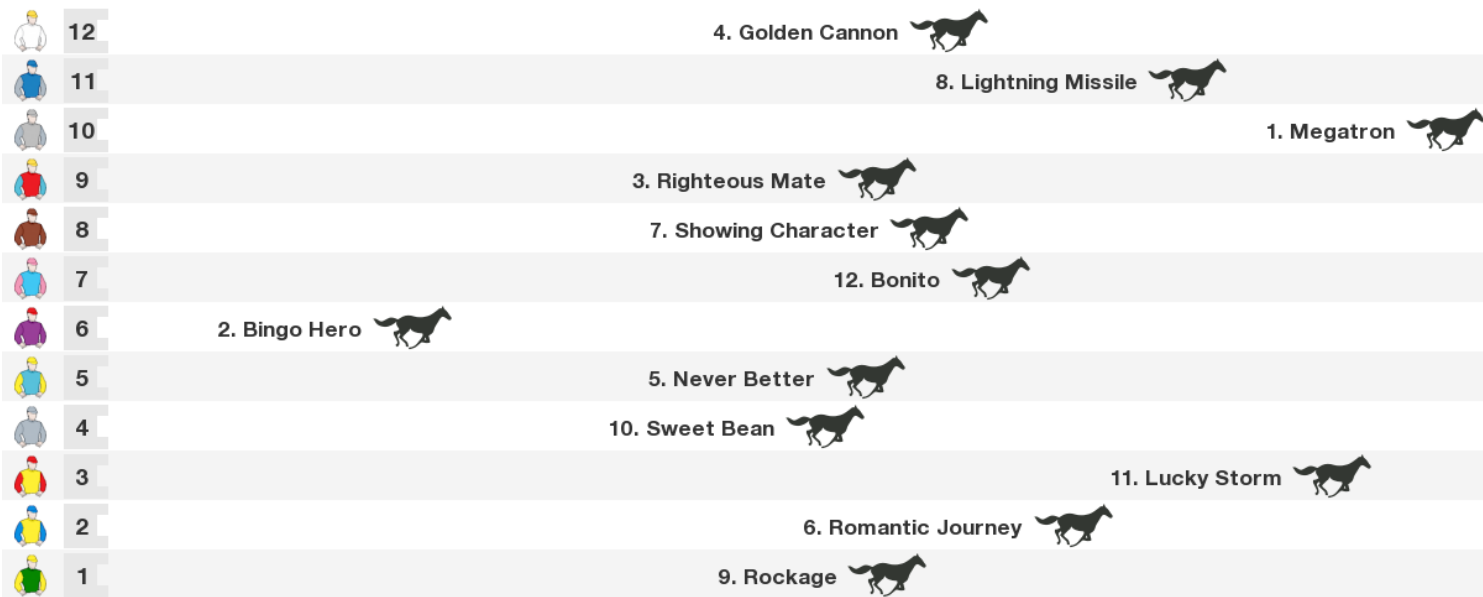 12 4. Golden Cannon
11 8. Lightning Missile
10 1. Megatron
9 3. Righteous Mate
8 7. Showing Character
7 12. Bonito
6 2. Bingo Hero
5 5. Never Better
4 10. Sweet Bean
3 11. Lucky Storm
2 6. Romantic Journey
1 9. Rockage